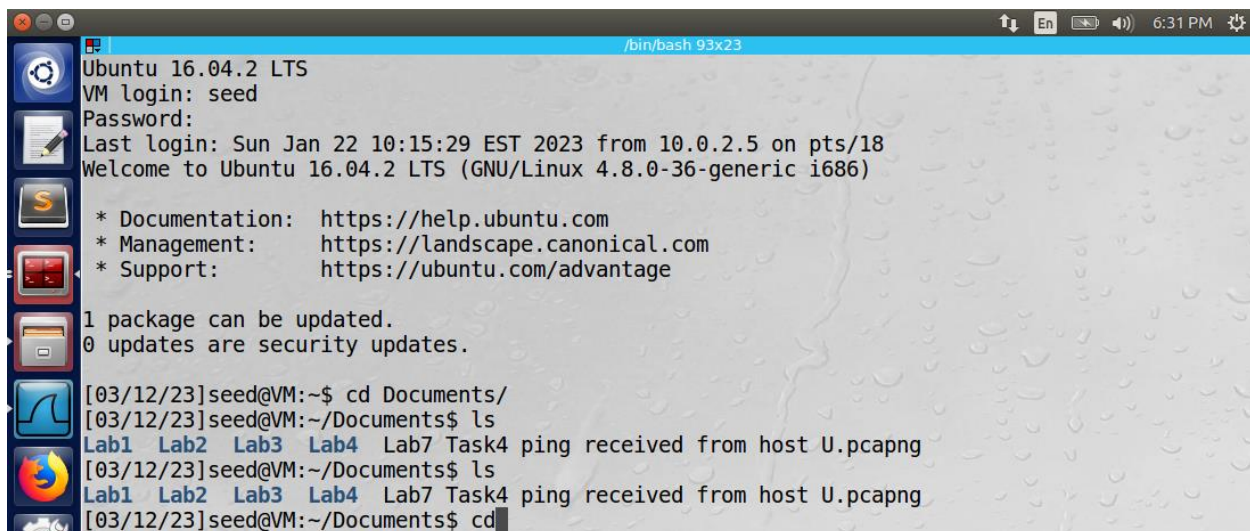 En 6:31 PM
/bin/bash 93x23
Ubuntu 16.04.2 LTS
VM login: seed
Password:
Last login: Sun Jan 22 10:15:29 EST 2023 from 10.0.2.5 on pts/18
Welcome to Ubuntu 16.04.2 LTS (GNU/Linux 4.8.0-36-generic i686)
* Documentation:  https://help.ubuntu.com
* Management:     https://landscape.canonical.com
* Support:        https://ubuntu.com/advantage
1 package can be updated.
0 updates are security updates.
[03/12/23]seed@VM:~$ cd Documents/
[03/12/23]seed@VM:~/Documents$ ls
Lab1  Lab2  Lab3  Lab4  Lab7 Task4 ping received from host U.pcapng
[03/12/23]seed@VM:~/Documents$ ls
Lab1  Lab2  Lab3  Lab4  Lab7 Task4 ping received from host U.pcapng
[03/12/23]seed@VM:~/Documents$ cd